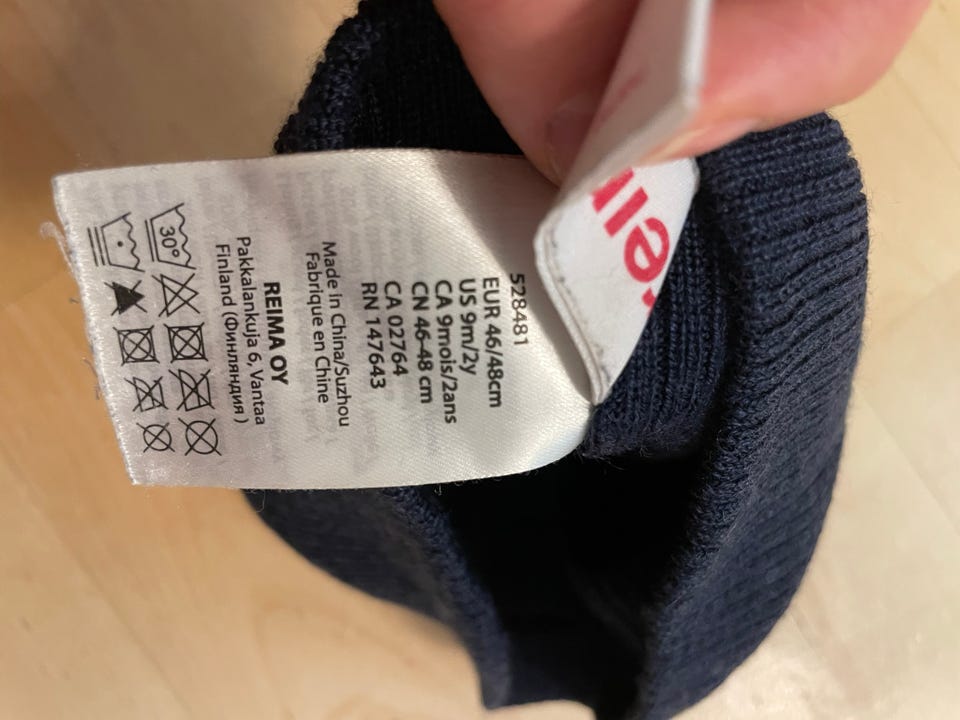 528481
EUR 46/48cm
US 9m/2y
CA 9mois/2ans
CN 46-48 cm
CA 02764
RN 147643
Made in China/Suzhou
Fabrique en Chine
REIMA OY
Pakkalankuja 6, Vantaa
Finland (Финляндия )
30°